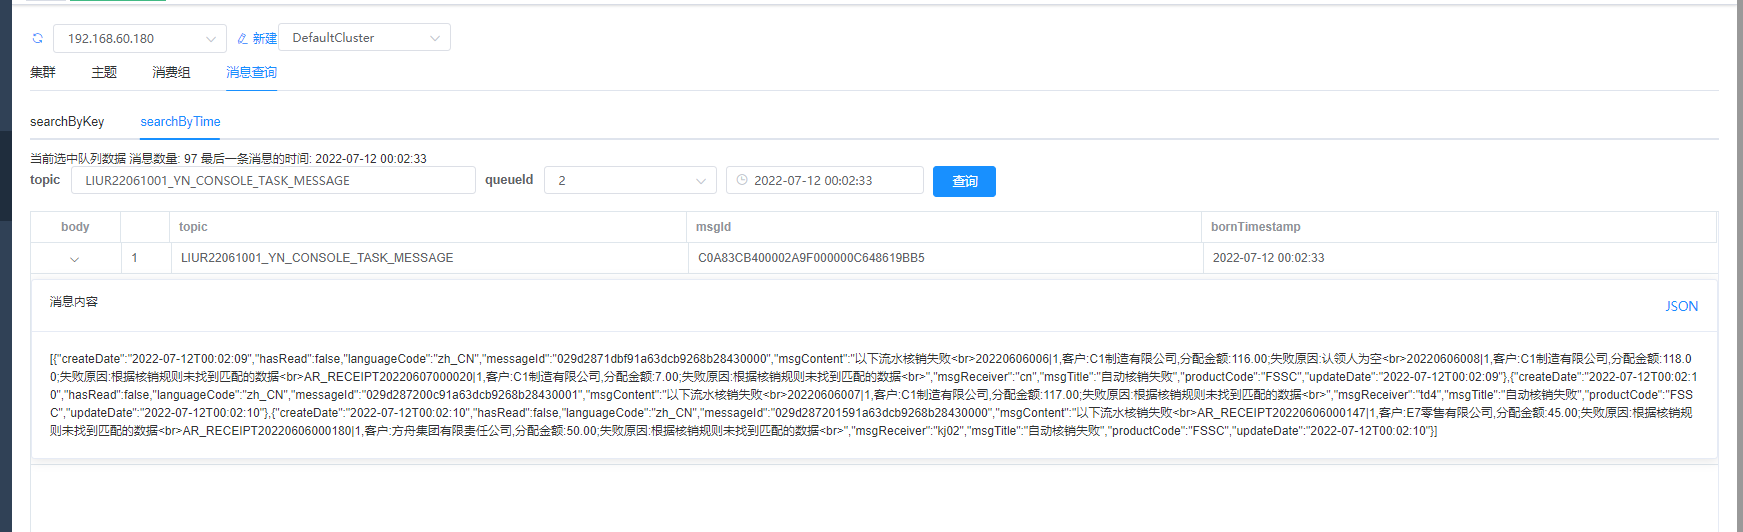 192.168.60.180 新建 DefaultCluster
集群 主题 消费组 消息查询
searchByKey searchByTime
当前选中队列数据 消息数量: 97 最后一条消息的时间: 2022-07-12 00:02:33
topic LIUR22061001_YN_CONSOLE_TASK_MESSAGE queueId 2 2022-07-12 00:02:33 查询
body topic msgId bornTimestamp
1 LIUR22061001_YN_CONSOLE_TASK_MESSAGE C0A83CB400002A9F000000C648619BB5 2022-07-12 00:02:33
消息内容
JSON
[{"createDate":"2022-07-12T00:02:09","hasRead":false,"languageCode":"zh_CN","messageId":"029d2871dbf91a63dcb9268b28430000","msgContent":"以下流水核销失败<br>20220606006|1,客户:C1制造有限公司,分配金额:116.00;失败原因:认领人为空<br>20220606008|1,客户:C1制造有限公司,分配金额:118.0
0;失败原因:根据核销规则未找到匹配的数据<br>AR_RECEIPT20220607000020|1,客户:C1制造有限公司,分配金额:7.00;失败原因:根据核销规则未找到匹配的数据<br>","msgReceiver":"cn","msgTitle":"自动核销失败","productCode":"FSSC","updateDate":"2022-07-12T00:02:09"},{"createDate":"2022-07-12T00:02:1
0","hasRead":false,"languageCode":"zh_CN","messageId":"029d287200c91a63dcb9268b28430001","msgContent":"以下流水核销失败<br>20220606007|1,客户:C1制造有限公司,分配金额:117.00;失败原因:根据核销规则未找到匹配的数据<br>","msgReceiver":"td4","msgTitle":"自动核销失败","productCode":"FSS
C","updateDate":"2022-07-12T00:02:10"},{"createDate":"2022-07-12T00:02:10","hasRead":false,"languageCode":"zh_CN","messageId":"029d287201591a63dcb9268b28430000","msgContent":"以下流水核销失败<br>AR_RECEIPT20220606000147|1,客户:E7零售有限公司,分配金额:45.00;失败原因:根据核销规
则未找到匹配的数据<br>AR_RECEIPT20220606000180|1,客户:方舟集团有限责任公司,分配金额:50.00;失败原因:根据核销规则未找到匹配的数据<br>","msgReceiver":"kj02","msgTitle":"自动核销失败","productCode":"FSSC","updateDate":"2022-07-12T00:02:10"}]